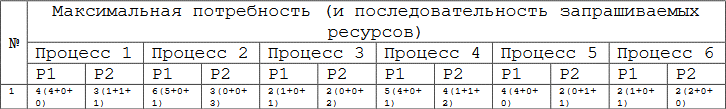 № Максимальная потребность (и последовательность запрашиваемых ресурсов)
Процесс 1 Процесс 2 Процесс 3 Процесс 4 Процесс 5 Процесс 6
P1 P2 P1 P2 P1 P2 P1 P2 P1 P2 P1 P2
1 4(4+0+0) 3(1+1+1) 6(5+0+1) 3(0+0+3) 2(1+0+1) 2(0+0+2) 5(4+0+1) 4(1+1+2) 4(4+0+0) 2(0+1+1) 2(1+0+1) 2(2+0+0)